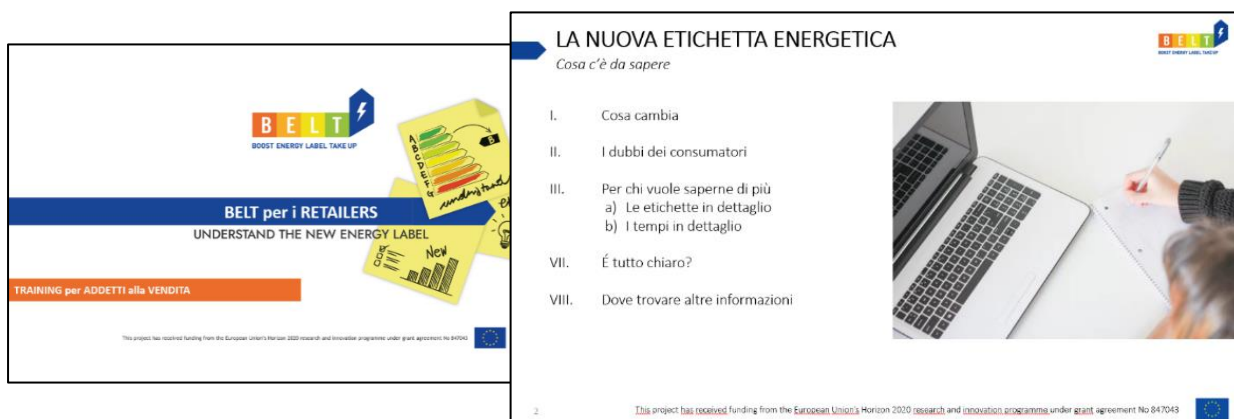 BELT
BOOST ENERGY LABEL TAKE UP
A
B
C
D
E
F
G
B
understand
New
BELT per i RETAILERS
UNDERSTAND THE NEW ENERGY LABEL
TRAINING per ADDETTI alla VENDITA
This project has received funding from the European Union's Horizon 2020 research and innovation programme under grant agreement No 847043
LA NUOVA ETICHETTA ENERGETICA
Cosa c'è da sapere
BELT
BOOST ENERGY LABEL TAKE UP
I. Cosa cambia
II. I dubbi dei consumatori
III. Per chi vuole saperne di più
a) Le etichette in dettaglio
b) I tempi in dettaglio
VII. É tutto chiaro?
VIII. Dove trovare altre informazioni
2
This project has received funding from the European Union's Horizon 2020 research and innovation programme under grant agreement No 847043